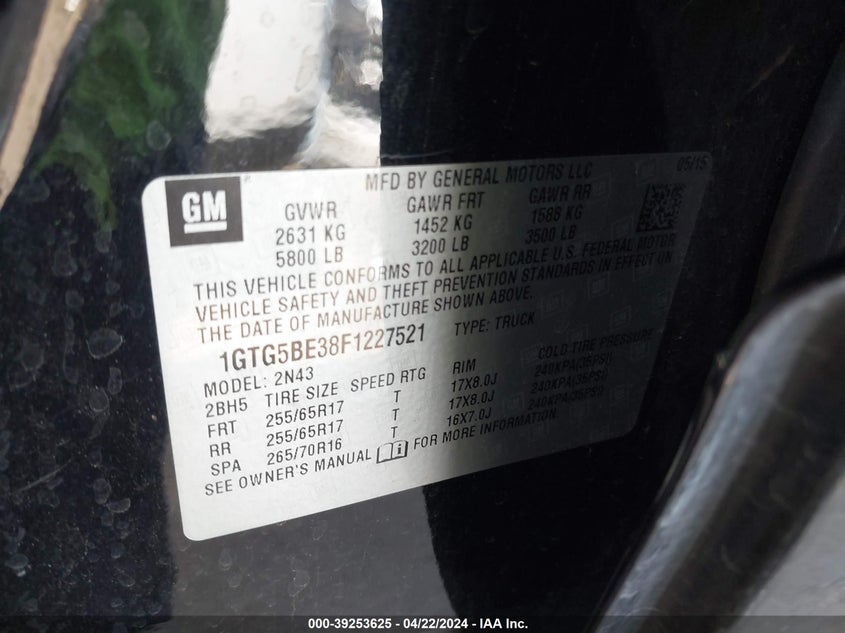 GM
MFD BY GENERAL MOTORS LLC 05/15
GVWR GAWR FRT GAWR RR
2631 KG 1452 KG 1588 KG
5800 LB 3200 LB 3500 LB
THIS VEHICLE CONFORMS TO ALL APPLICABLE U.S. FEDERAL MOTOR
VEHICLE SAFETY AND THEFT PREVENTION STANDARDS IN EFFECT ON
THE DATE OF MANUFACTURE SHOWN ABOVE.
1GTG5BE38F1227521 TYPE: TRUCK
MODEL: 2N43
2BH5 TIRE SIZE SPEED RTG RIM COLD TIRE PRESSURE
FRT 255/65R17 T 17X8.0J 240KPA(35PSI)
RR 255/65R17 T 17X8.0J 240KPA(35PSI)
SPA 265/70R16 T 16X7.0J 240KPA(35PSI)
SEE OWNER'S MANUAL FOR MORE INFORMATION
000-39253625 - 04/22/2024 - IAA Inc.